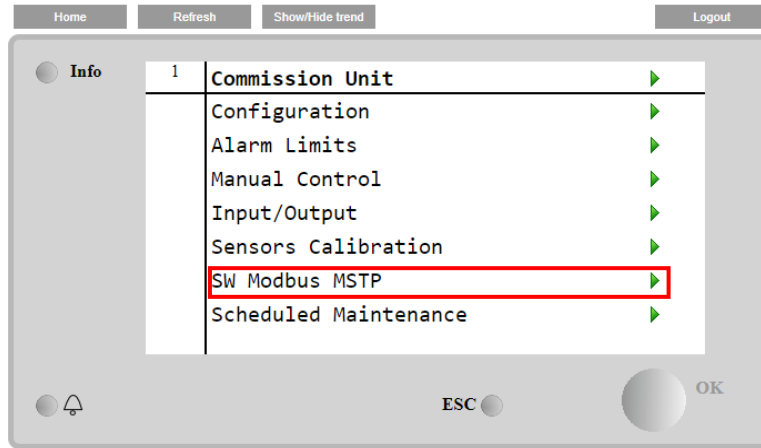 Home Refresh Show/Hide trend Logout
Info
1 Commission Unit
Configuration
Alarm Limits
Manual Control
Input/Output
Sensors Calibration
SW Modbus MSTP
Scheduled Maintenance
ESC OK